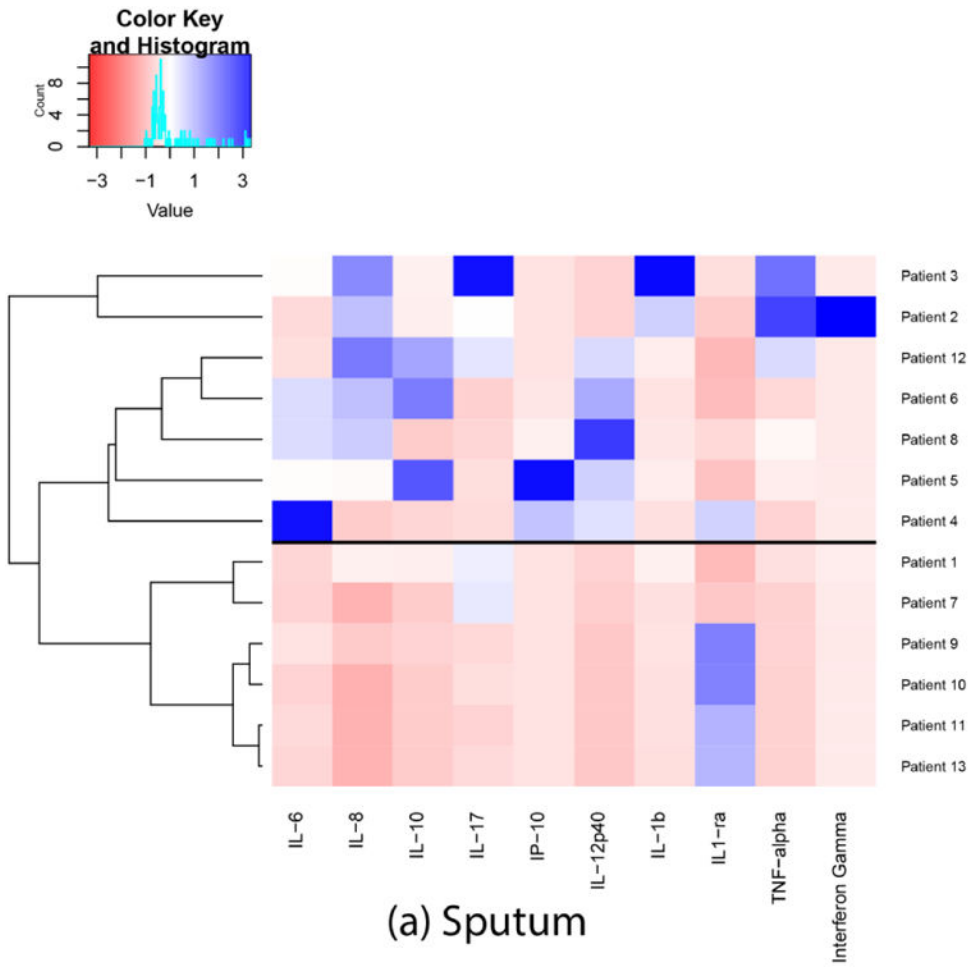 Color Key
and Histogram
Count
0 4 8
−3 −1 1 3
Value
Patient 3
Patient 2
Patient 12
Patient 6
Patient 8
Patient 5
Patient 4
Patient 1
Patient 7
Patient 9
Patient 10
Patient 11
Patient 13
IL−6
IL−8
IL−10
IL−17
IP−10
IL−12p40
IL−1b
IL1−ra
TNF−alpha
Interferon Gamma
(a) Sputum